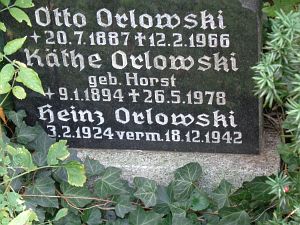 Otto Orlowski
+ 20.7.1887 ✝ 12.2.1966
Käthe Orlowski
geb. Horst
+ 9.1.1894 ✝ 26.5.1978
Heinz Orlowski
3.2.1924 verm. 18.12.1942